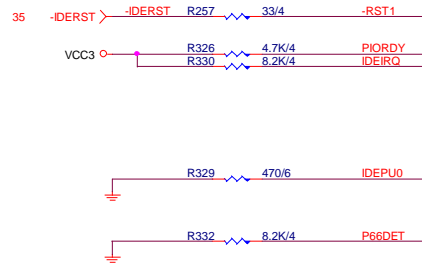 35 -IDERST -IDERST R257 33/4 -RST1
VCC3 R326 4.7K/4 PIORDY
R330 8.2K/4 IDEIRQ
R329 470/6 IDEPU0
R332 8.2K/4 P66DET